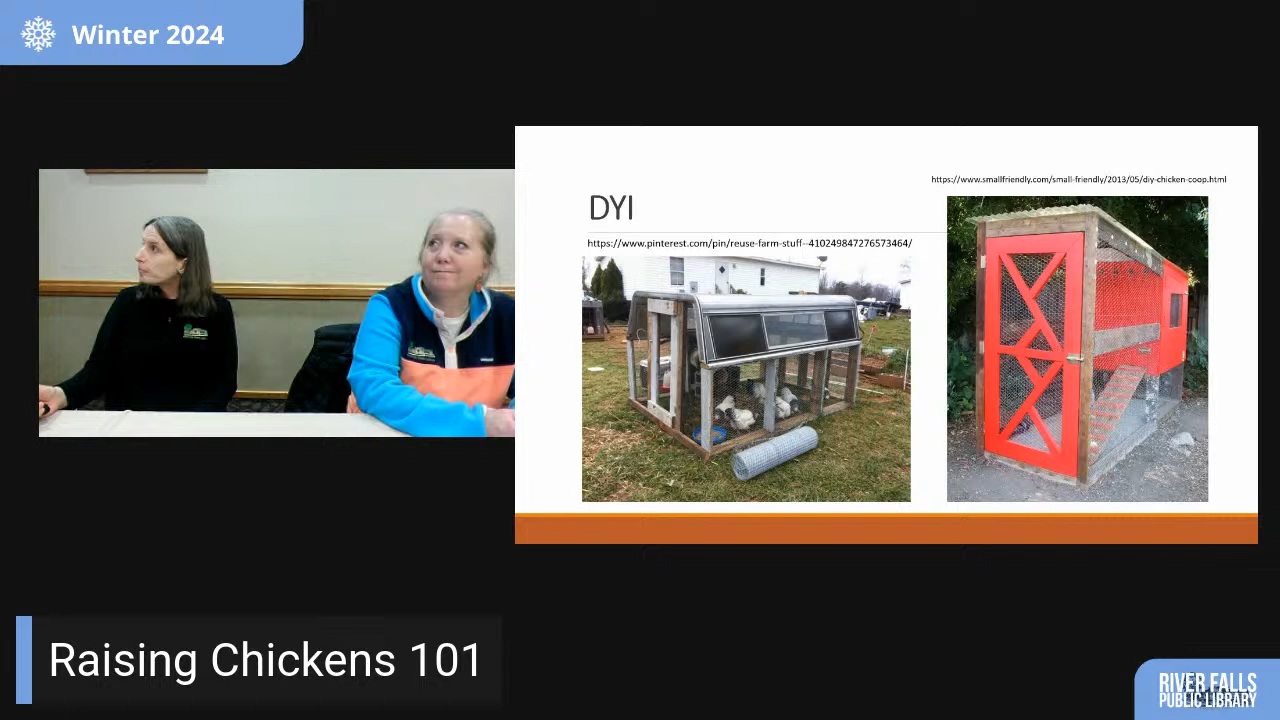 Winter 2024
https://www.smallfriendly.com/small-friendly/2013/05/diy-chicken-coop.html
DYI
https://www.pinterest.com/pin/reuse-farm-stuff--410249847276573464/
Raising Chickens 101
RIVER FALLS
PUBLIC LIBRARY